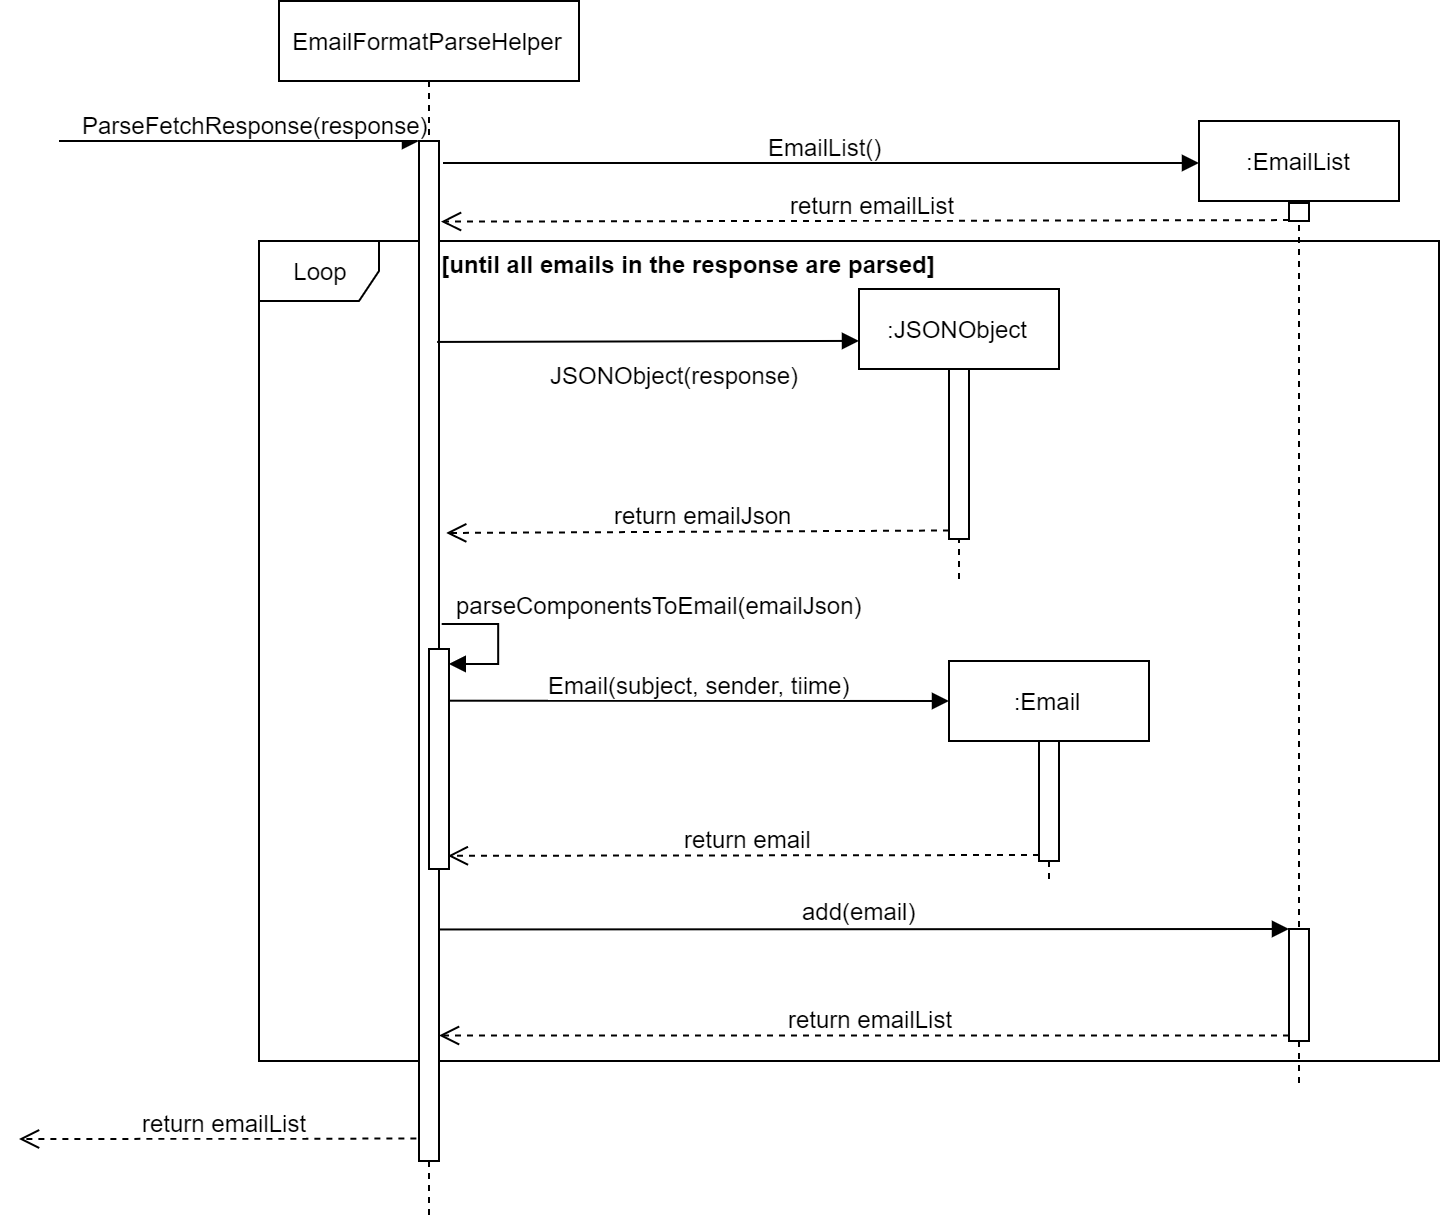 EmailFormatParseHelper
ParseFetchResponse(response)
EmailList()
:EmailList
return emailList
Loop
[until all emails in the response are parsed]
:JSONObject
JSONObject(response)
return emailJson
parseComponentsToEmail(emailJson)
Email(subject, sender, tiime)
:Email
return email
add(email)
return emailList
return emailList